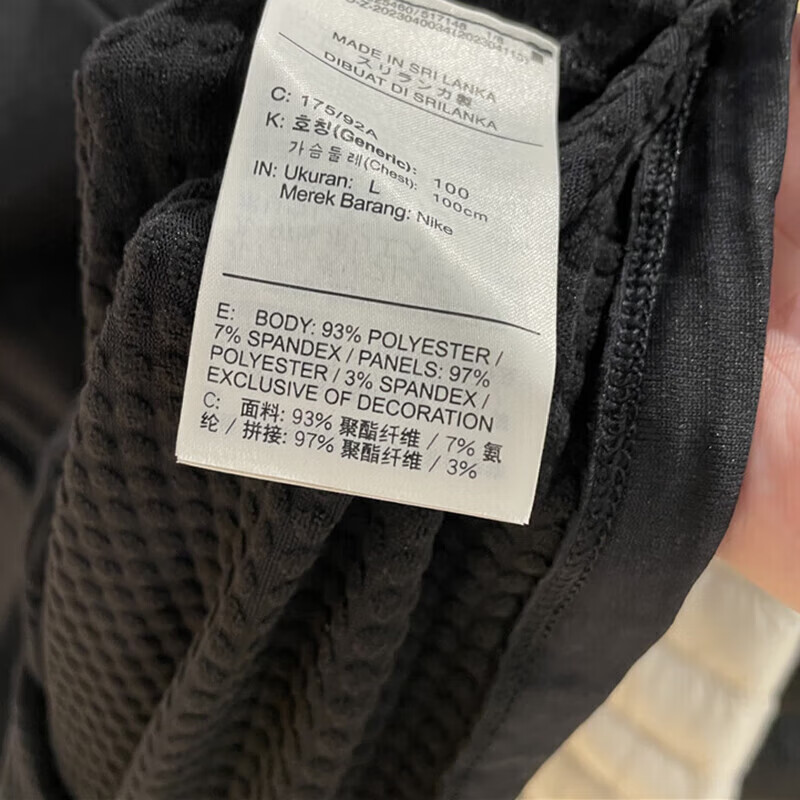 MADE IN SRI LANKA
スリランカ製
DIBUAT DI SRILANKA
C: 175/92A
K: 호칭(Generic): 100
가슴둘레(Chest): 100cm
IN: Ukuran: L
Merek Barang: Nike
E: BODY: 93% POLYESTER /
7% SPANDEX / PANELS: 97%
POLYESTER / 3% SPANDEX /
EXCLUSIVE OF DECORATION
C: 面料: 93% 聚酯纤维 / 7% 氨
纶 / 拼接: 97% 聚酯纤维 / 3%